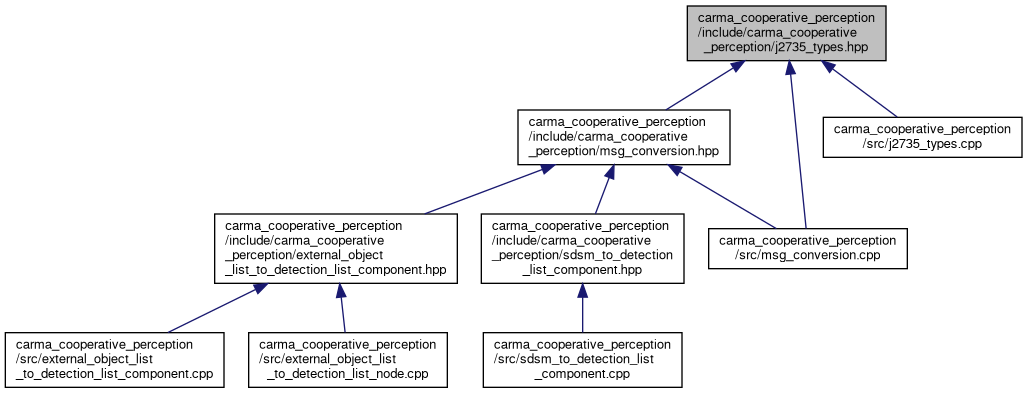 carma_cooperative_perception
/include/carma_cooperative
_perception/j2735_types.hpp
carma_cooperative_perception
/include/carma_cooperative
_perception/msg_conversion.hpp
carma_cooperative_perception
/src/j2735_types.cpp
carma_cooperative_perception
/include/carma_cooperative
_perception/external_object
_list_to_detection_list_component.hpp
carma_cooperative_perception
/include/carma_cooperative
_perception/sdsm_to_detection
_list_component.hpp
carma_cooperative_perception
/src/msg_conversion.cpp
carma_cooperative_perception
/src/external_object_list
_to_detection_list_component.cpp
carma_cooperative_perception
/src/external_object_list
_to_detection_list_node.cpp
carma_cooperative_perception
/src/sdsm_to_detection_list
_component.cpp